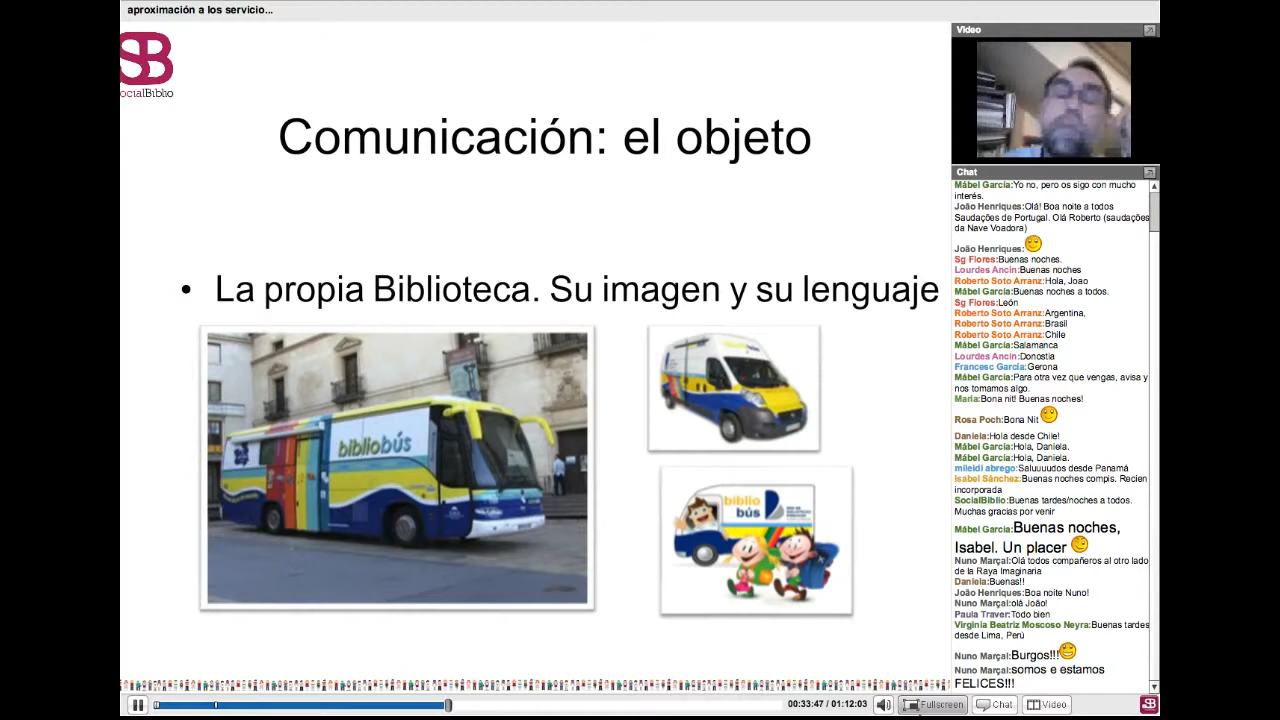 aproximación a los servicio...
SB
ocialBiblio
Comunicación: el objeto
• La propia Biblioteca. Su imagen y su lenguaje
bibliobús
biblio
bús
Video
Chat
Mábel García:Yo no, pero os sigo con mucho
interés.
João Henriques:Olá! Boa noite a todos
Saudações de Portugal. Olá Roberto (saudações
da Nave Voadora)
João Henriques:
Sg Flores:Buenas noches.
Lourdes Ancin:Buenas noches
Roberto Soto Arranz:Hola, Joao
Mábel García:Buenas noches a todos.
Sg Flores:León
Roberto Soto Arranz:Argentina,
Roberto Soto Arranz:Brasil
Roberto Soto Arranz:Chile
Mábel García:Salamanca
Lourdes Ancin:Donostia
Francesc García:Gerona
Mábel García:Para otra vez que vengas, avisa y
nos tomamos algo.
Maria:Bona nit! Buenas noches!
Rosa Poch:Bona Nit
Daniela:Hola desde Chile!
Mábel García:Hola, Daniela.
Mábel García:Hola, Daniela.
mileidi abrego:Saluuuudos desde Panamá
Isabel Sánchez:Buenas noches compis. Recien
incorporada
SocialBiblio:Buenas tardes/noches a todos.
Muchas gracias por venir
Mábel García:Buenas noches,
Isabel. Un placer
Nuno Marçal:Olá todos compañeros al otro lado
de la Raya Imaginaria
Daniela:Buenas!!
João Henriques:Boa noite Nuno!
Nuno Marçal:olá João!
Paula Traver:Todo bien
Virginia Beatriz Moscoso Neyra:Buenas tardes
desde Lima, Perú
Nuno Marçal:Burgos!!!
Nuno Marçal:somos e estamos
FELICES!!!
00:33:47 / 01:12:03
Fullscreen
Chat
Video
SB